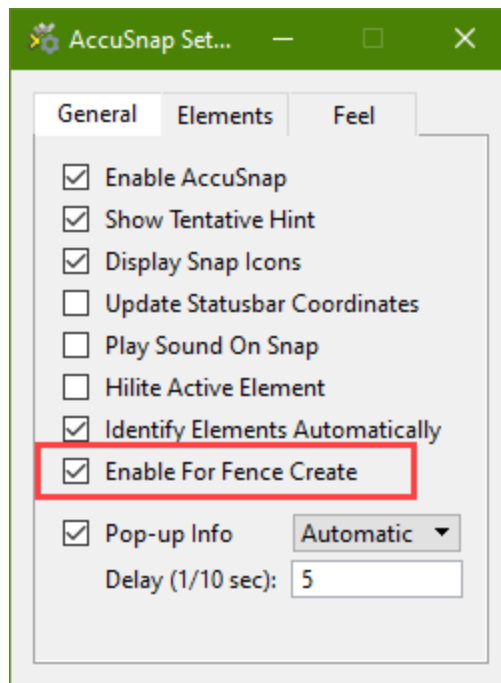 AccuSnap Set...
General Elements Feel
Enable AccuSnap
Show Tentative Hint
Display Snap Icons
Update Statusbar Coordinates
Play Sound On Snap
Hilite Active Element
Identify Elements Automatically
Enable For Fence Create
Pop-up Info Automatic
Delay (1/10 sec): 5